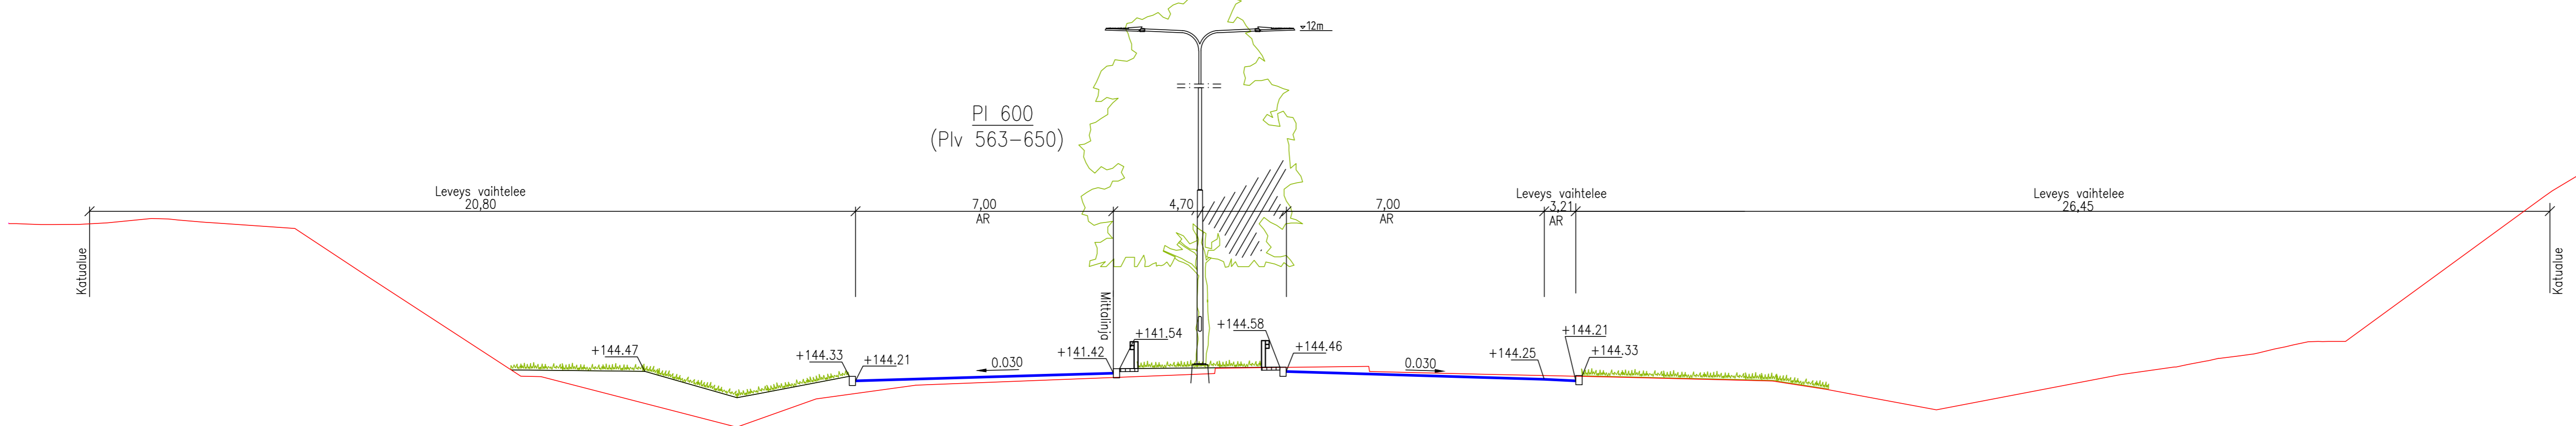 12m
Pl 600
(Plv 563-650)
Leveys vaihtelee
20,80
7,00
AR
4,70
7,00
AR
Leveys vaihtelee
3,21
AR
Leveys vaihtelee
26,45
Katualue
Mittalinja
Katualue
+144.47
+144.33
+144.21
0.030
+141.42
+141.54
+144.58
+144.46
0.030
+144.25
+144.21
+144.33